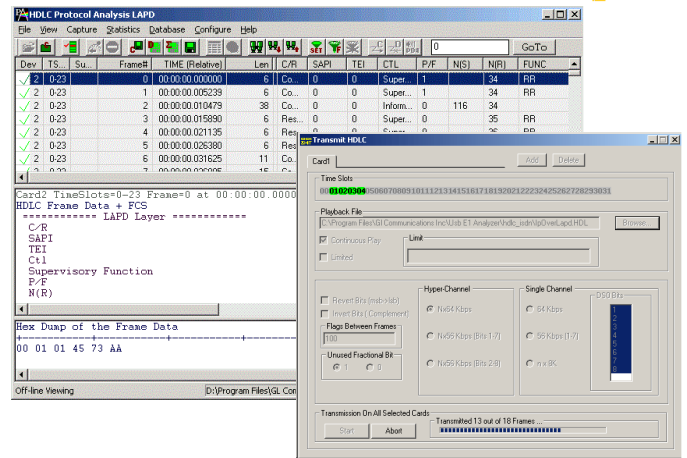 HDLC Protocol Analysis LAPD
File View Capture Statistics Database Configure Help
0 GoTo
Dev TS... Su... Frame# TIME (Relative) Len C/R SAPI TEI CTL P/F N(S) N(R) FUNC
2 0-23 0 00:00:00.000000 6 Co... 0 0 Super... 1 34 RR
2 0-23 1 00:00:00.005239 6 Co... 0 0 Super... 1 34 RR
2 0-23 2 00:00:00.010479 38 Co... 0 0 Inform... 0 116 34
2 0-23 3 00:00:00.015890 6 Res... 0 0 Super... 0 35 RR
2 0-23 4 00:00:00.021135 6 Res... 0 0 Super... 0 36 RR
2 0-23 5 00:00:00.026380 6 Res
2 0-23 6 00:00:00.031625 11 Co...
2 0-23 7
Card2 TimeSlots=0-23 Frame=0 at 00:00:00.0000
HDLC Frame Data + FCS
============ LAPD Layer ============
C/R
SAPI
TEI
Ctl
Supervisory Function
P/F
N(R)
Hex Dump of the Frame Data
00 01 01 45 73 AA
Off-line Viewing D:\Program Files\GL Con
Transmit HDLC
Card1 Add Delete
Time Slots
0001020304050607080910111213141516171819202122232425262728293031
Playback File
C:\Program Files\Gl Communications Inc\Usb E1 Analyzer\hdlc_isdn\IpOverLapd.HDL Browse...
Continuous Play
Limit
Limited
Revert Bits (msb->lsb)
Invert Bits ( Complement)
Flags Between Frames
100
Unused Fractional Bit
1 0
Hyper-Channel
Nx64 Kbps
Nx56 Kbps (Bits 1-7)
Nx56 Kbps (Bits 2-8)
Single Channel
64 Kbps
56 Kbps (1-7)
n x 8K
DS0 Bits
1
2
3
4
5
6
7
8
Transmission On All Selected Cards
Start Abort
Transmitted 13 out of 18 Frames ...